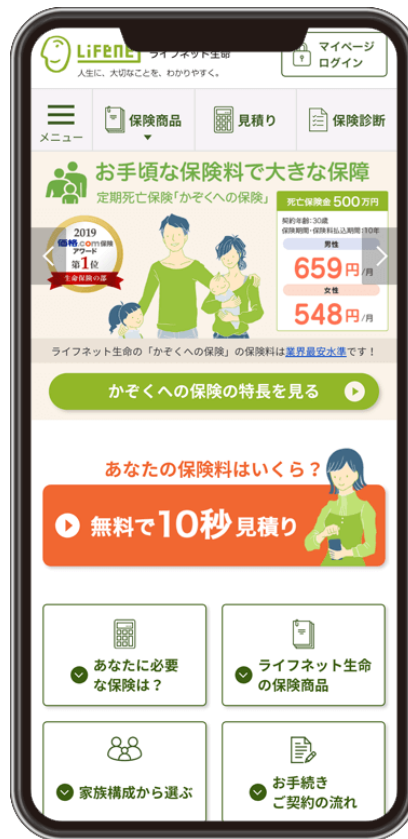 LIFENE
ライフネット生命
人生に、大切なことを、わかりやすく。
マイページ
ログイン
メニュー
保険商品
見積り
保険診断
お手頃な保険料で大きな保障
定期死亡保険「かぞくへの保険」
死亡保険金 500万円
契約年齢:30歳
保険期間・保険料払込期間:10年
男性
659円/月
女性
548円/月
2019
価格.com保険
アワード
第1位
生命保険の部
ライフネット生命の「かぞくへの保険」の保険料は業界最安水準です!
かぞくへの保険の特長を見る
あなたの保険料はいくら?
無料で10秒見積り
あなたに必要
な保険は?
ライフネット生命
の保険商品
家族構成から選ぶ
お手続き
ご契約の流れ